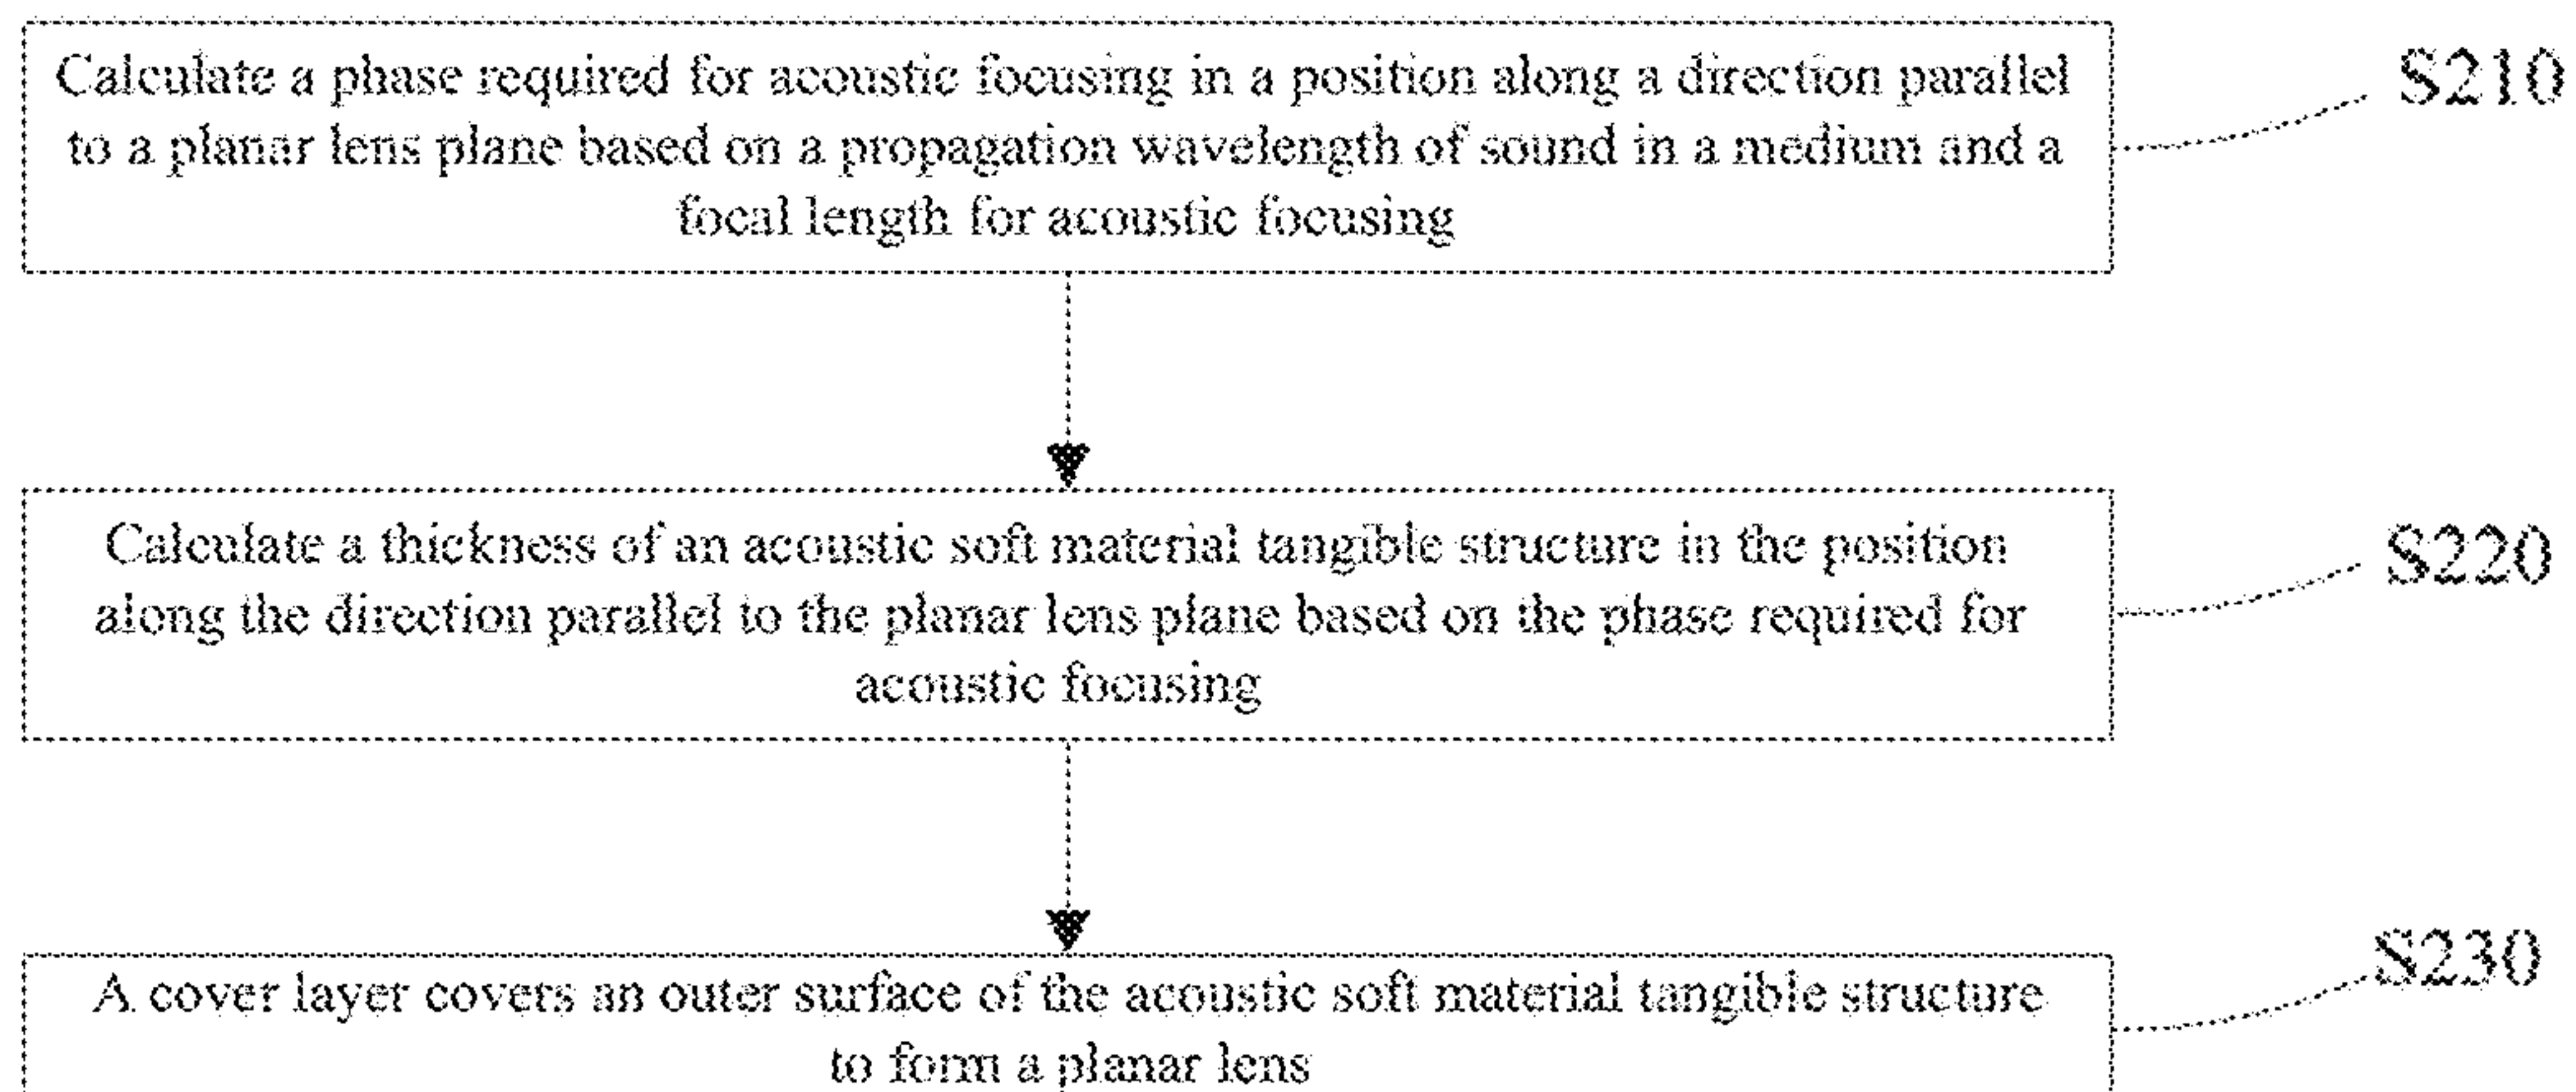 Calculate a phase required for acoustic focusing in a position along a direction parallel
to a planar lens plane based on a propagation wavelength of sound in a medium and a
focal length for acoustic focusing
S210
Calculate a thickness of an acoustic soft material tangible structure in the position
along the direction parallel to the planar lens plane based on the phase required for
acoustic focusing
S220
A cover layer covers an outer surface of the acoustic soft material tangible structure
to form a planar lens
S230